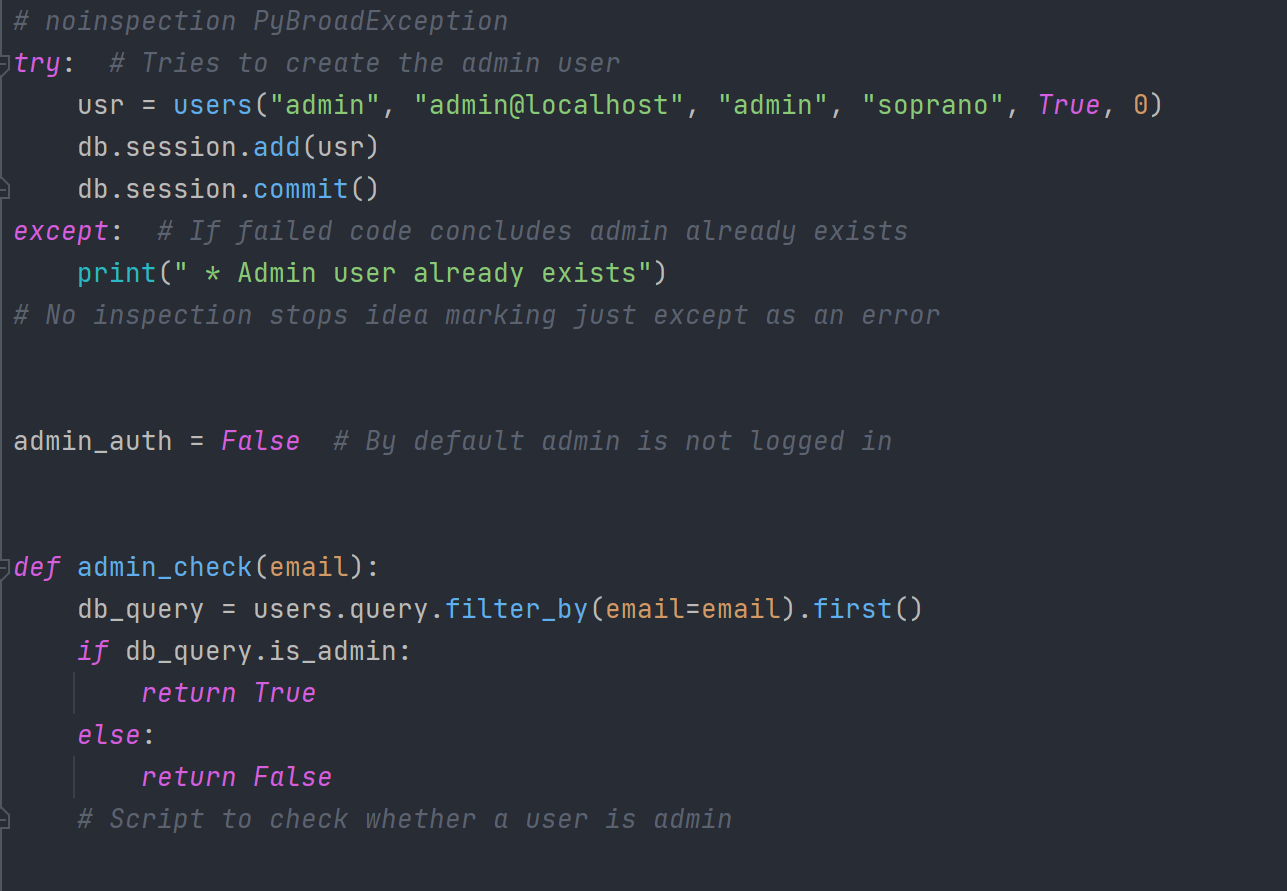 # noinspection PyBroadException
try:  # Tries to create the admin user
    usr = users("admin", "admin@localhost", "admin", "soprano", True, 0)
    db.session.add(usr)
    db.session.commit()
except:  # If failed code concludes admin already exists
    print(" * Admin user already exists")
# No inspection stops idea marking just except as an error
admin_auth = False  # By default admin is not logged in
def admin_check(email):
    db_query = users.query.filter_by(email=email).first()
    if db_query.is_admin:
        return True
    else:
        return False
    # Script to check whether a user is admin